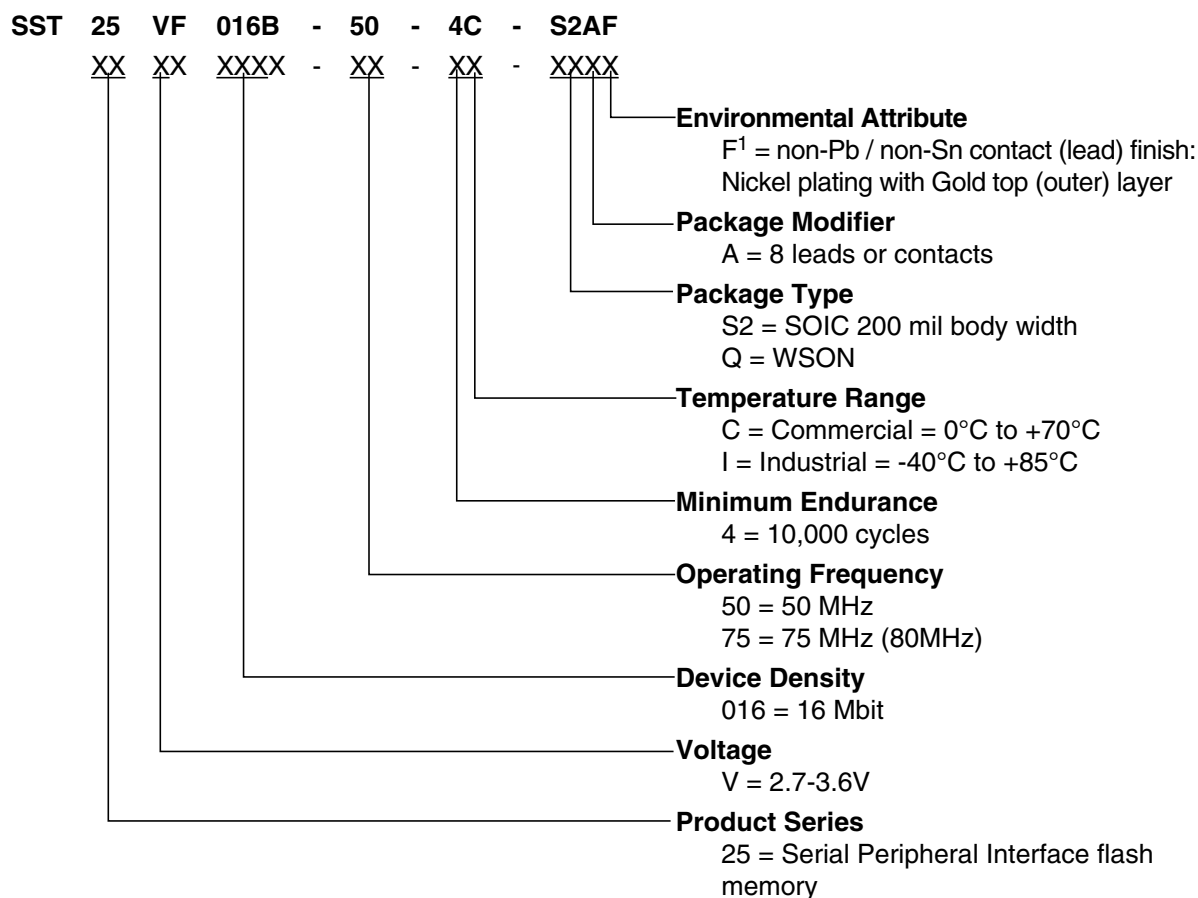 SST 25 VF 016B - 50 - 4C - S2AF
XX XX XXXX - XX - XX - XXXX
Environmental Attribute
F1 = non-Pb / non-Sn contact (lead) finish:
Nickel plating with Gold top (outer) layer
Package Modifier
A = 8 leads or contacts
Package Type
S2 = SOIC 200 mil body width
Q = WSON
Temperature Range
C = Commercial = 0°C to +70°C
I = Industrial = -40°C to +85°C
Minimum Endurance
4 = 10,000 cycles
Operating Frequency
50 = 50 MHz
75 = 75 MHz (80MHz)
Device Density
016 = 16 Mbit
Voltage
V = 2.7-3.6V
Product Series
25 = Serial Peripheral Interface flash
memory